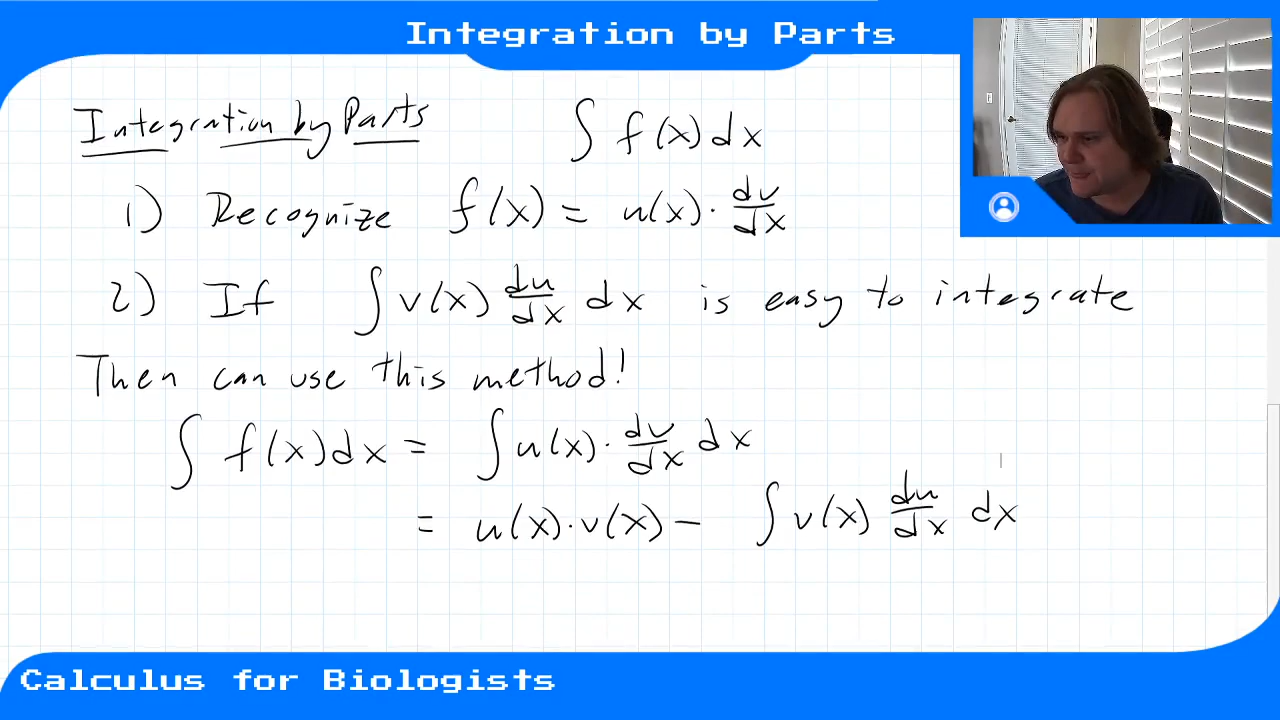 Integration by Parts
Integration by Parts ∫ f(x) dx
1) Recognize f(x) = u(x) · dv/dx
2) If ∫ v(x) du/dx dx is easy to integrate
Then can use this method!
∫ f(x) dx = ∫ u(x) · dv/dx dx
= u(x) · v(x) − ∫ v(x) du/dx dx
Calculus for Biologists